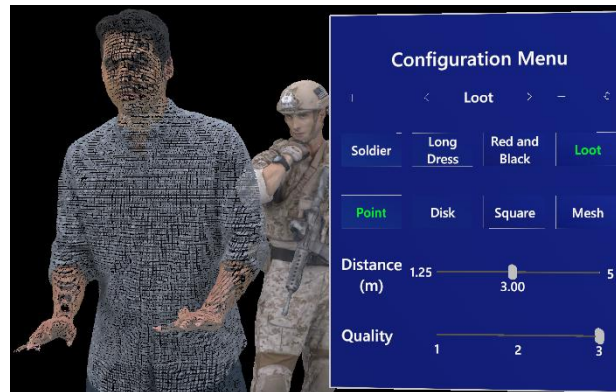 Configuration Menu
< Loot > –
Soldier Long Dress Red and Black Loot
Point Disk Square Mesh
Distance (m) 1.25 3.00 5
Quality 1 2 3